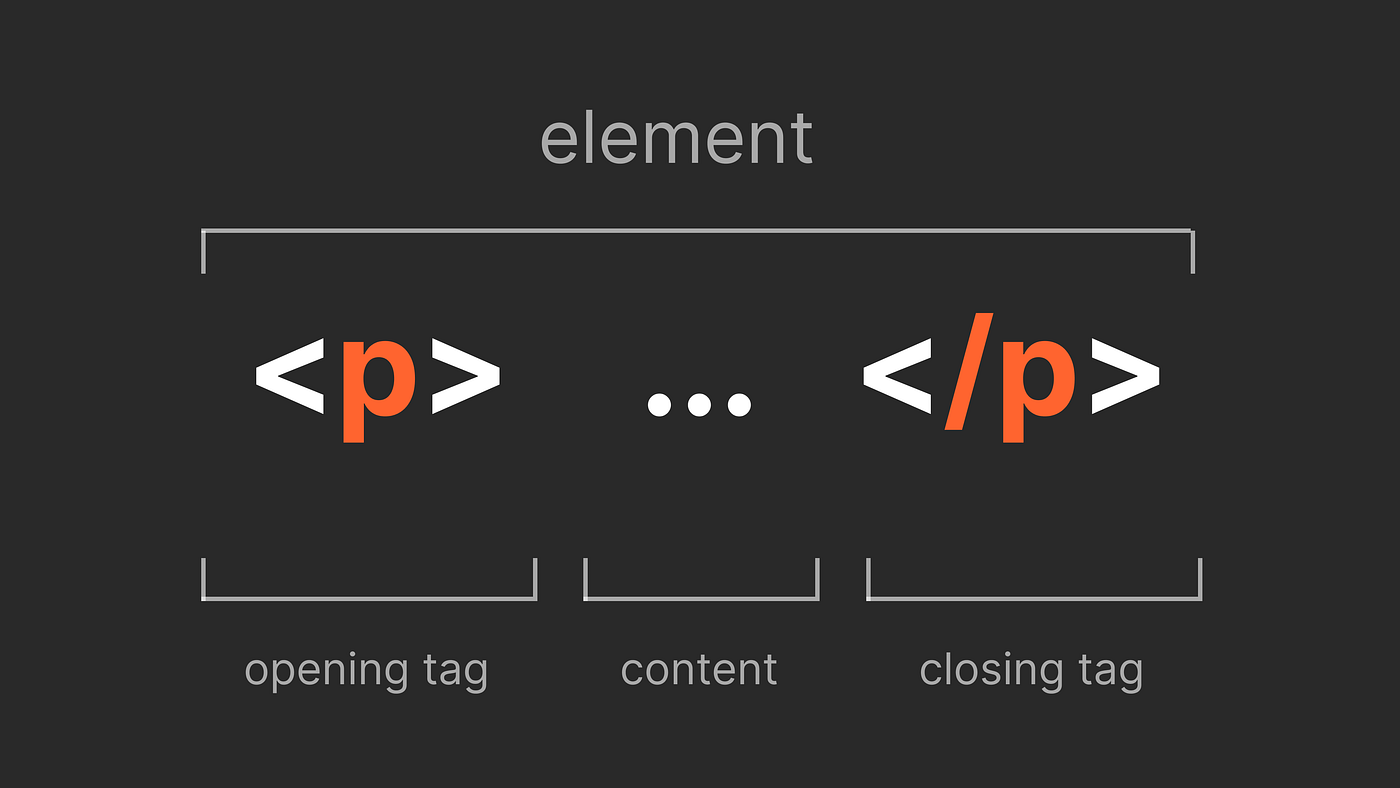 element
<p> ... </p>
opening tag content closing tag